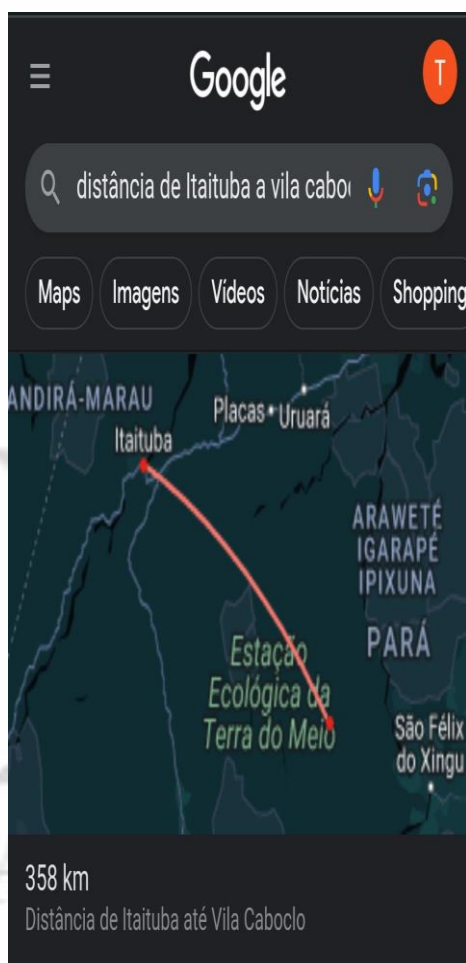 Google
T
distância de Itaituba a vila caboc
Maps Imagens Vídeos Notícias Shopping
ANDIRÁ-MARAU
Placas Uruará
Itaituba
ARAWETÉ
IGARAPÉ
IPIXUNA
PARÁ
Estação
Ecológica da
Terra do Meio
São Félix
do Xingu
358 km
Distância de Itaituba até Vila Caboclo